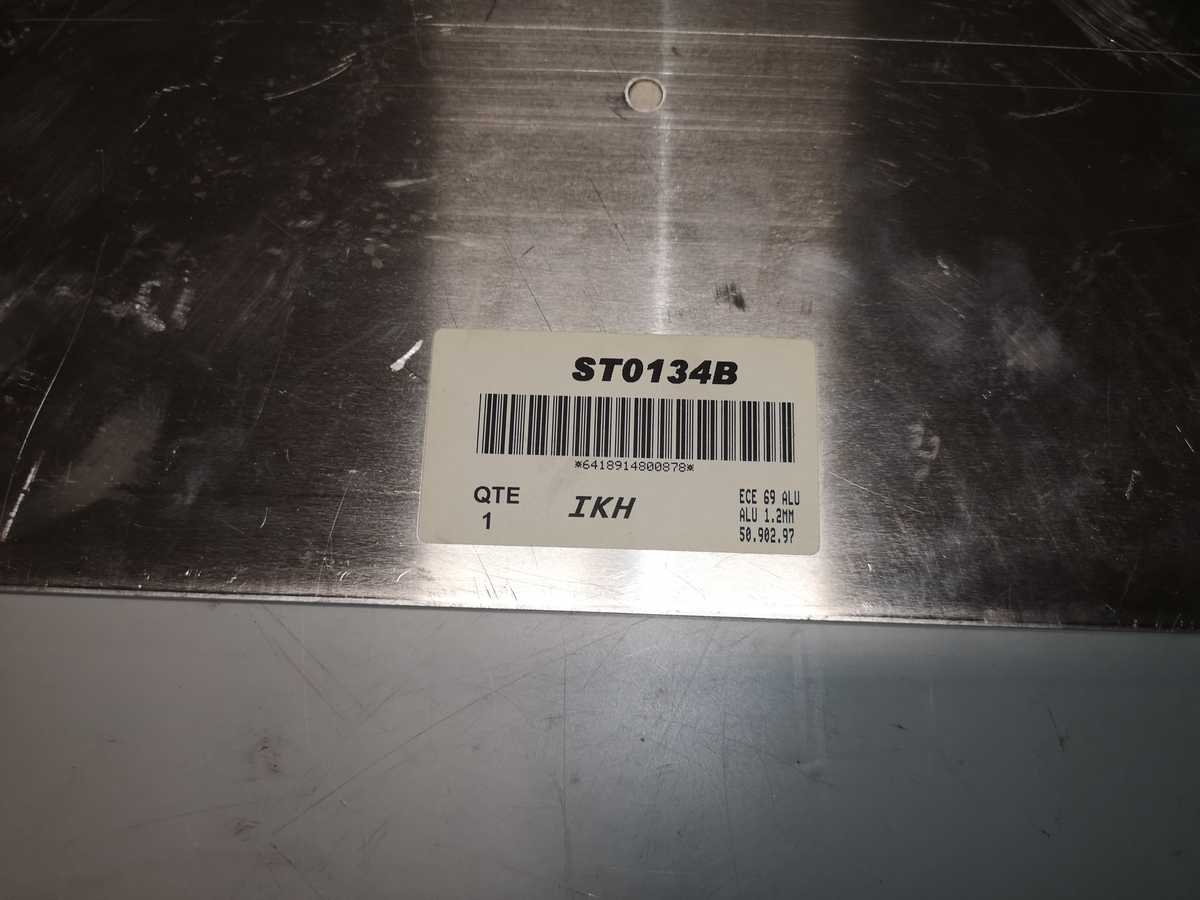 ST0134B
*6418914800878*
QTE
1
IKH
ECE 69 ALU
ALU 1.2MM
50.902.97